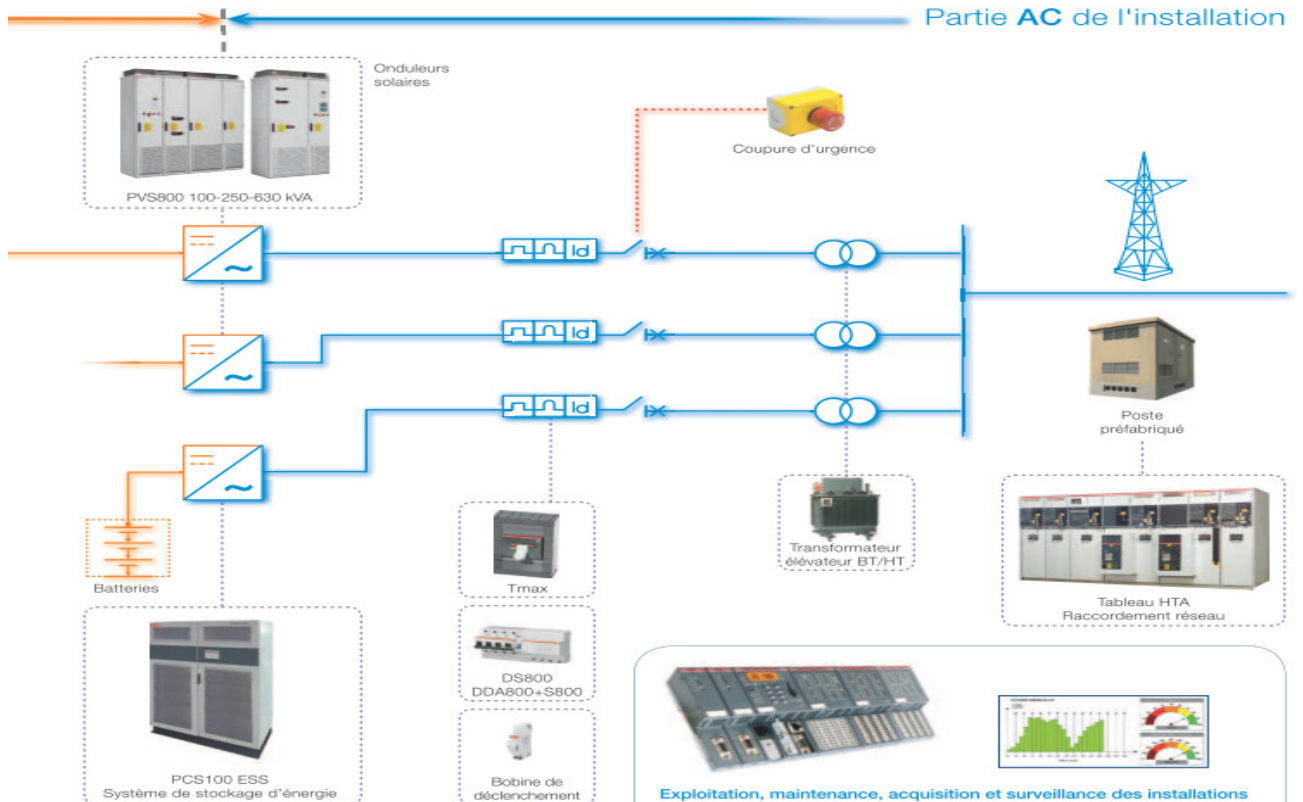 Partie AC de l'installation
Onduleurs
solaires
PVS800 100-250-630 kVA
Coupure d'urgence
Id
Id
Id
Poste
préfabriqué
Batteries
Tmax
Transformateur
élévateur BT/HT
Tableau HTA
Raccordement réseau
DS800
DDA800+S800
PCS100 ESS
Système de stockage d'énergie
Bobine de
déclenchement
Exploitation, maintenance, acquisition et surveillance des installations